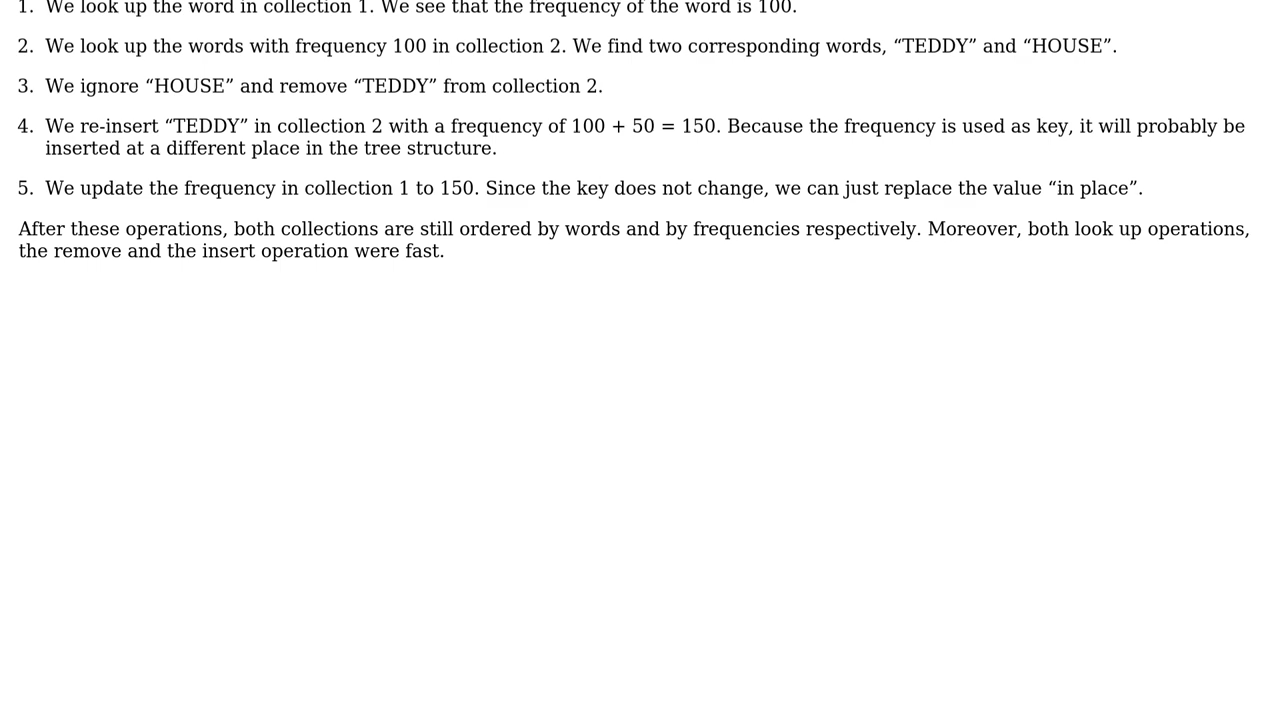 1. We look up the word in collection 1. We see that the frequency of the word is 100.
2. We look up the words with frequency 100 in collection 2. We find two corresponding words, “TEDDY” and “HOUSE”.
3. We ignore “HOUSE” and remove “TEDDY” from collection 2.
4. We re-insert “TEDDY” in collection 2 with a frequency of 100 + 50 = 150. Because the frequency is used as key, it will probably be
inserted at a different place in the tree structure.
5. We update the frequency in collection 1 to 150. Since the key does not change, we can just replace the value “in place”.
After these operations, both collections are still ordered by words and by frequencies respectively. Moreover, both look up operations,
the remove and the insert operation were fast.